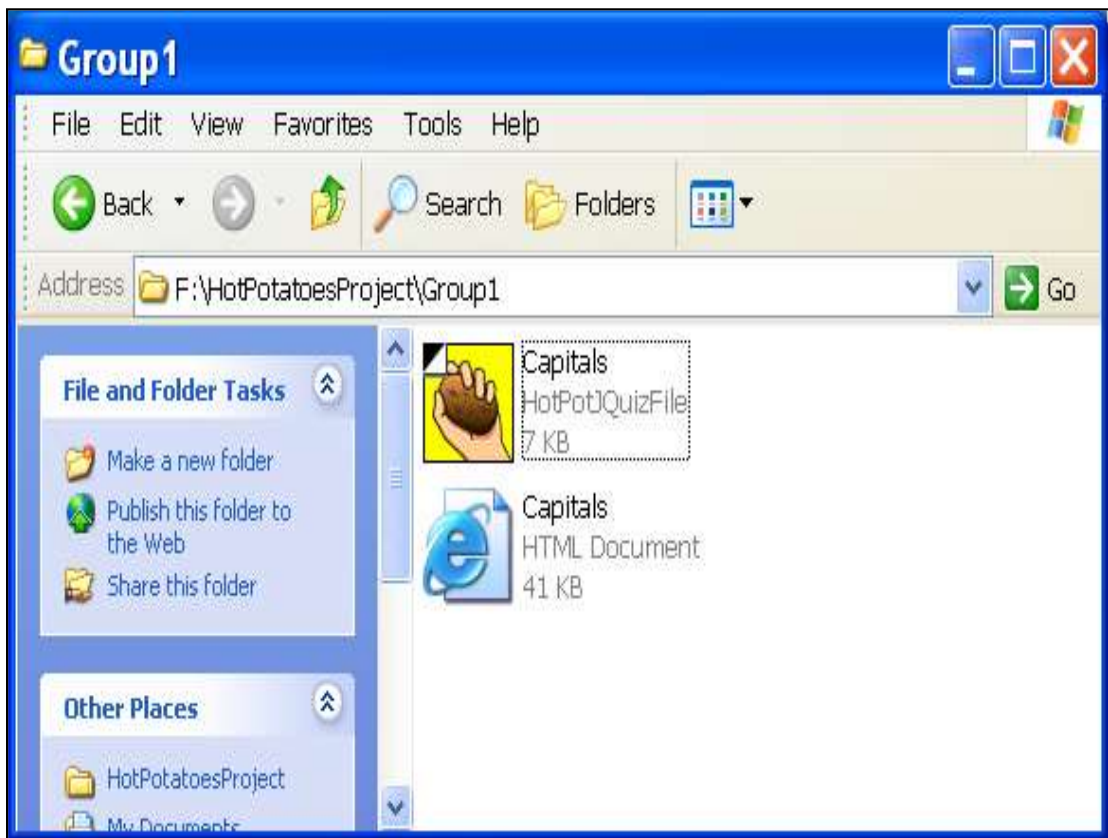 Group1
File Edit View Favorites Tools Help
Back Search Folders
Address F:\HotPotatoesProject\Group1 Go
File and Folder Tasks
Make a new folder
Publish this folder to
the Web
Share this folder
Other Places
HotPotatoesProject
My Documents
Capitals
HotPotJQuizFile
7 KB
Capitals
HTML Document
41 KB